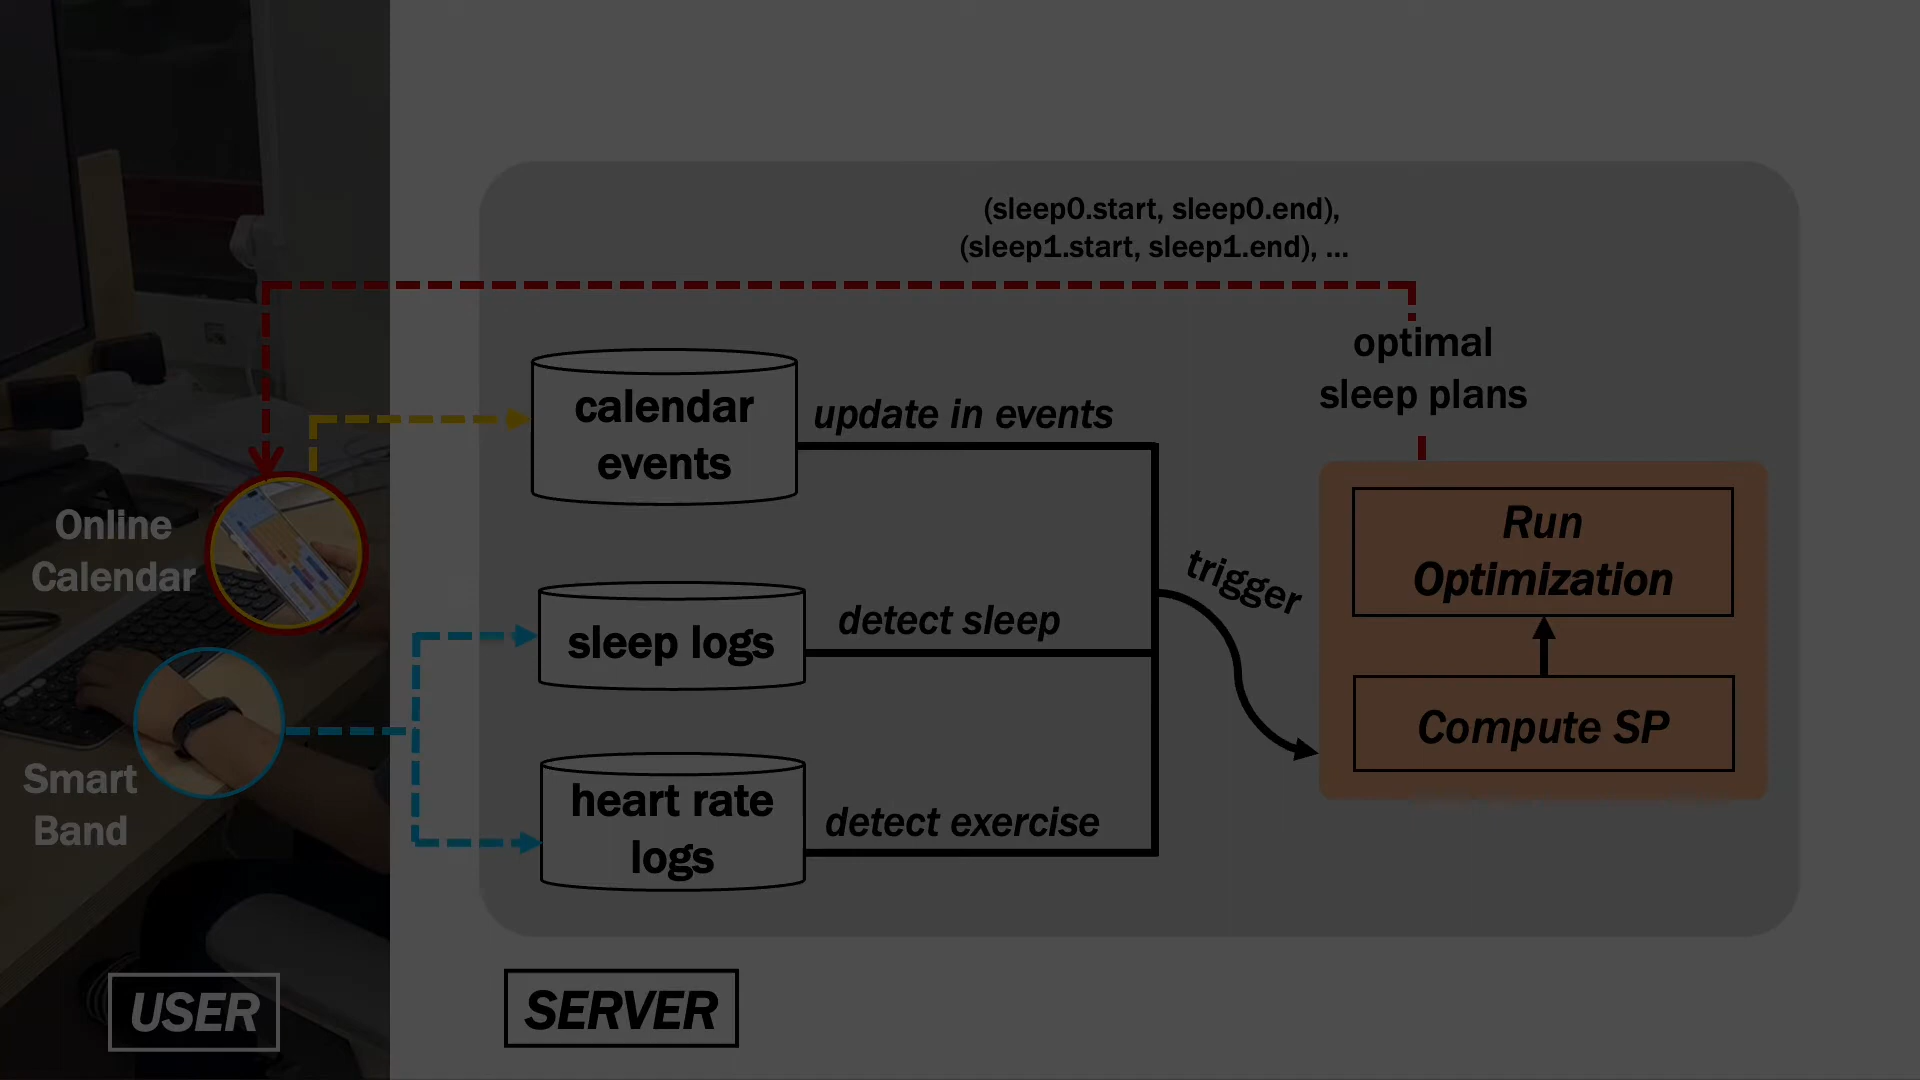 (sleep0.start, sleep0.end),
(sleep1.start, sleep1.end), ...
optimal
sleep plans
calendar
events
update in events
Online
Calendar
Run
Optimization
trigger
sleep logs
detect sleep
Compute SP
Smart
Band
heart rate
logs
detect exercise
USER
SERVER